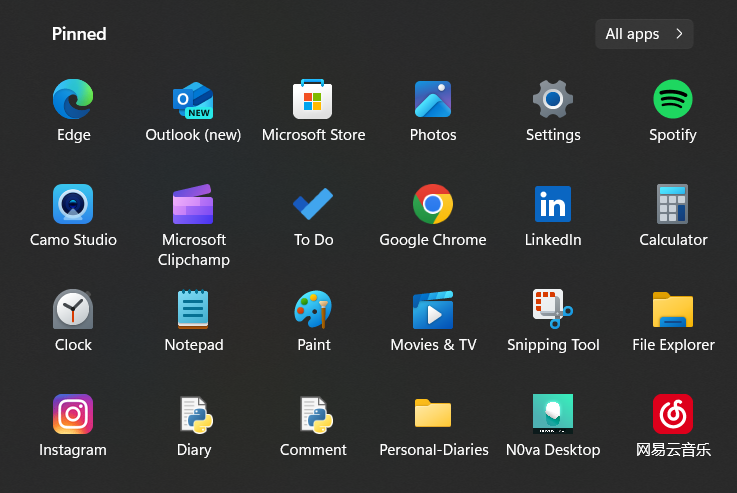 Pinned
All apps
NEW
Edge
Outlook (new)
Microsoft Store
Photos
Settings
Spotify
in
Camo Studio
Microsoft
Clipchamp
To Do
Google Chrome
LinkedIn
Calculator
Clock
Notepad
Paint
Movies & TV
Snipping Tool
File Explorer
Instagram
Diary
Comment
Personal-Diaries
N0va Desktop
网易云音乐